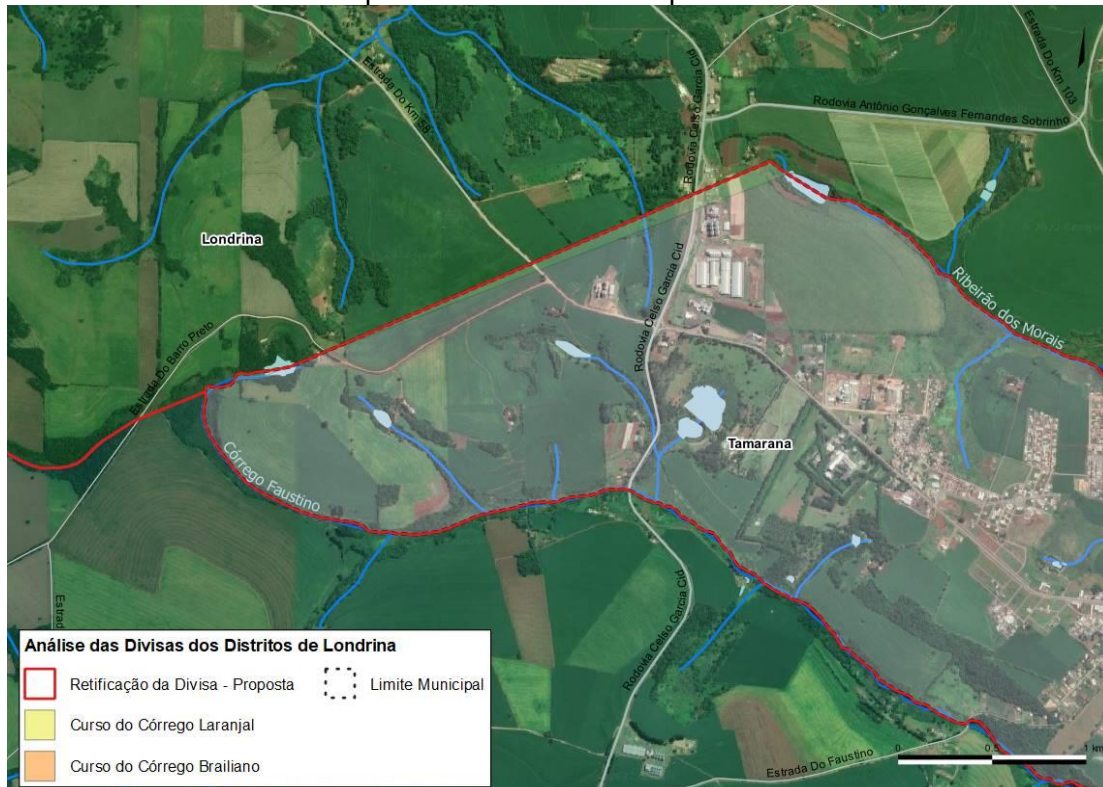 Estrada Do Km 58
Rodovia Celso Garcia Cid
Estrada Do Km 103
Rodovia Antônio Gonçalves Fernandes Sobrinho
Londrina
Rodovia Celso Garcia Cid
Ribeirão dos Morais
Estrada Do Barro Preto
Tamarana
Córrego Faustino
Rodovia Celso Garcia Cid
Estrad
Análise das Divisas dos Distritos de Londrina
Retificação da Divisa - Proposta
Limite Municipal
Curso do Córrego Laranjal
Curso do Córrego Brailiano
Estrada Do Faustino
0 0.5 1 km